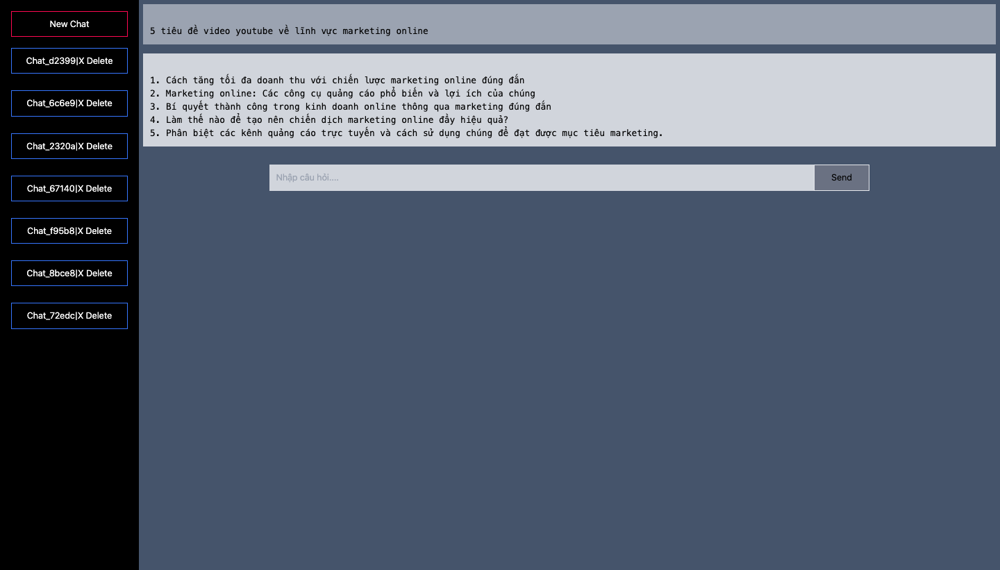 New Chat
Chat_d2399|X Delete
Chat_6c6e9|X Delete
Chat_2320a|X Delete
Chat_67140|X Delete
Chat_f95b8|X Delete
Chat_8bce8|X Delete
Chat_72edc|X Delete
5 tiêu đề video youtube về lĩnh vực marketing online
1. Cách tăng tối đa doanh thu với chiến lược marketing online đúng đắn
2. Marketing online: Các công cụ quảng cáo phổ biến và lợi ích của chúng
3. Bí quyết thành công trong kinh doanh online thông qua marketing đúng đắn
4. Làm thế nào để tạo nên chiến dịch marketing online đầy hiệu quả?
5. Phân biệt các kênh quảng cáo trực tuyến và cách sử dụng chúng để đạt được mục tiêu marketing.
Nhập câu hỏi....
Send